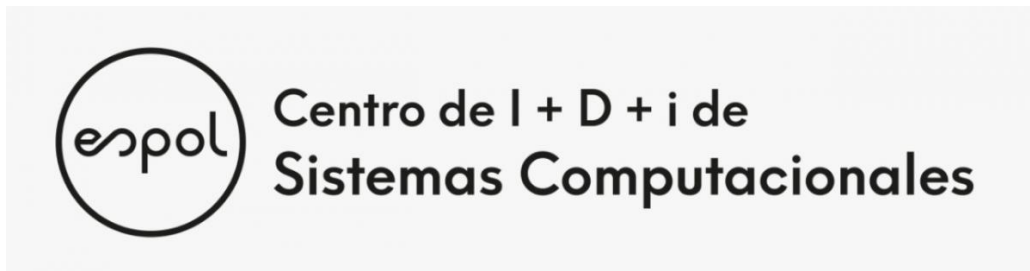 espol
Centro de I + D + i de
Sistemas Computacionales